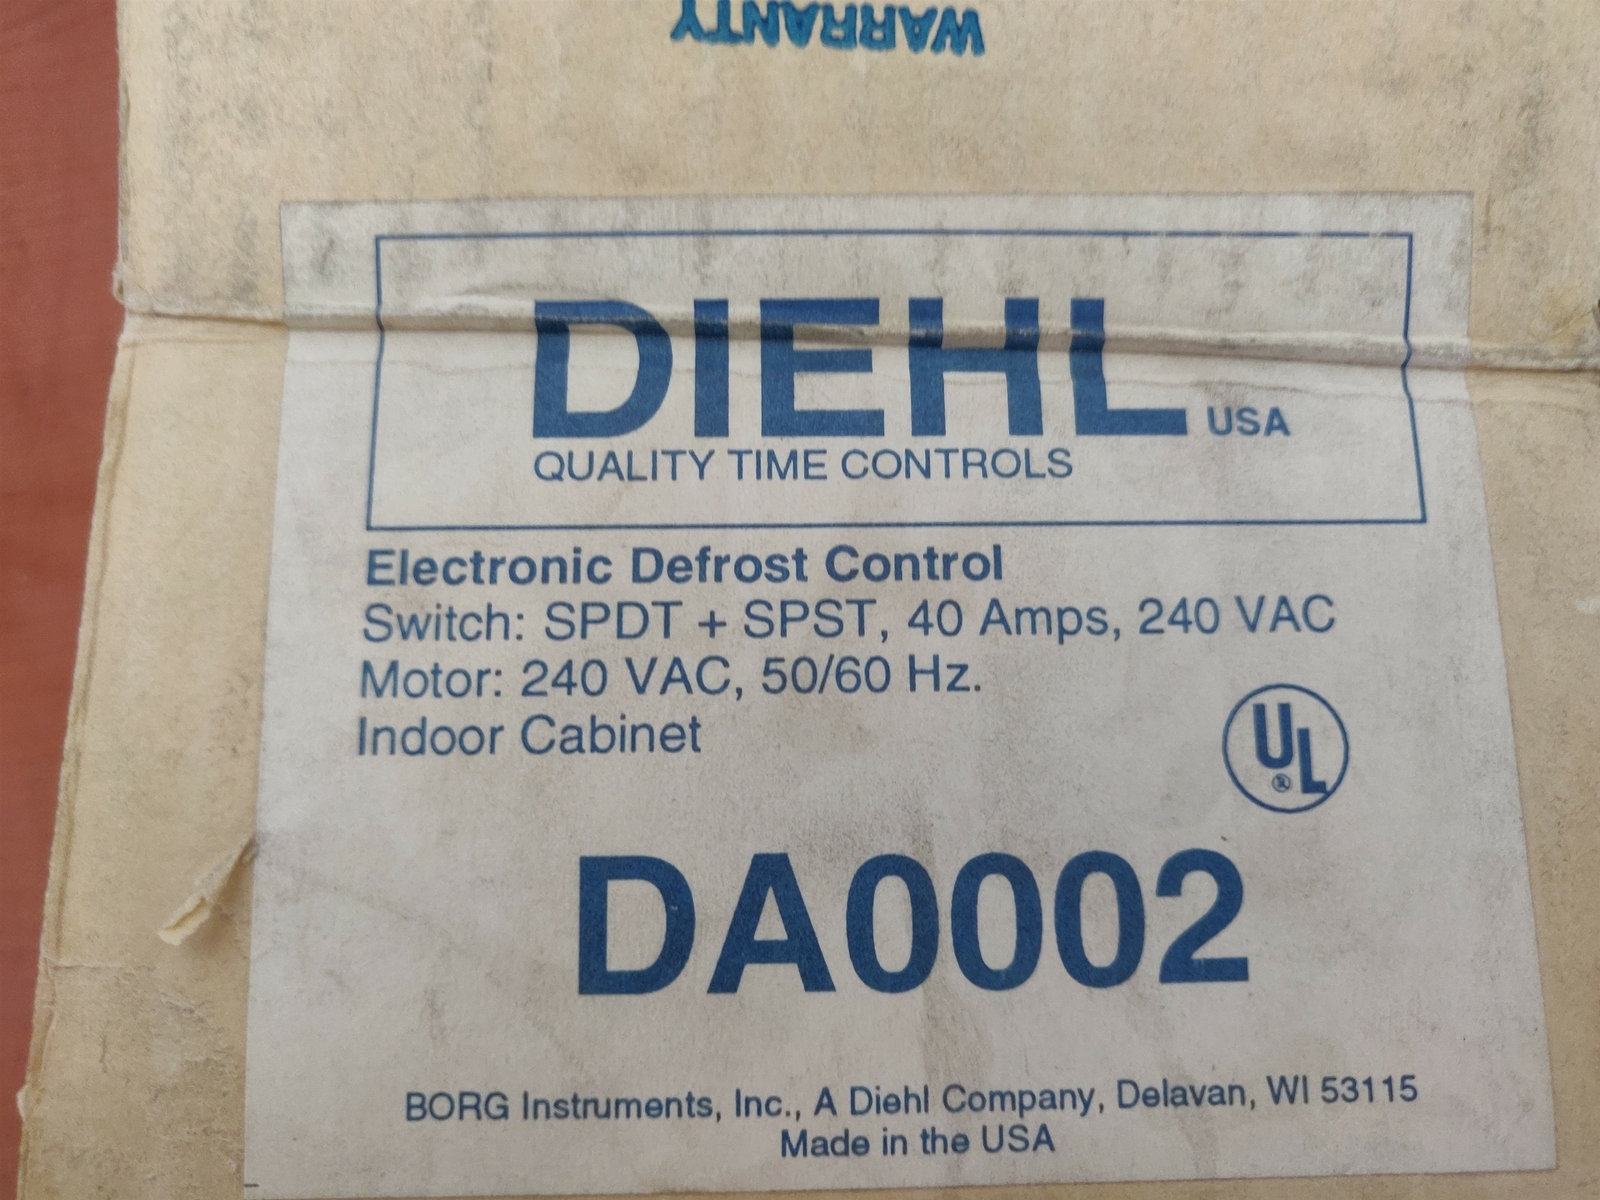 WARRANTY
DIEHL USA
QUALITY TIME CONTROLS
Electronic Defrost Control
Switch: SPDT + SPST, 40 Amps, 240 VAC
Motor: 240 VAC, 50/60 Hz.
Indoor Cabinet
UL
®
DA0002
BORG Instruments, Inc., A Diehl Company, Delavan, WI 53115
Made in the USA